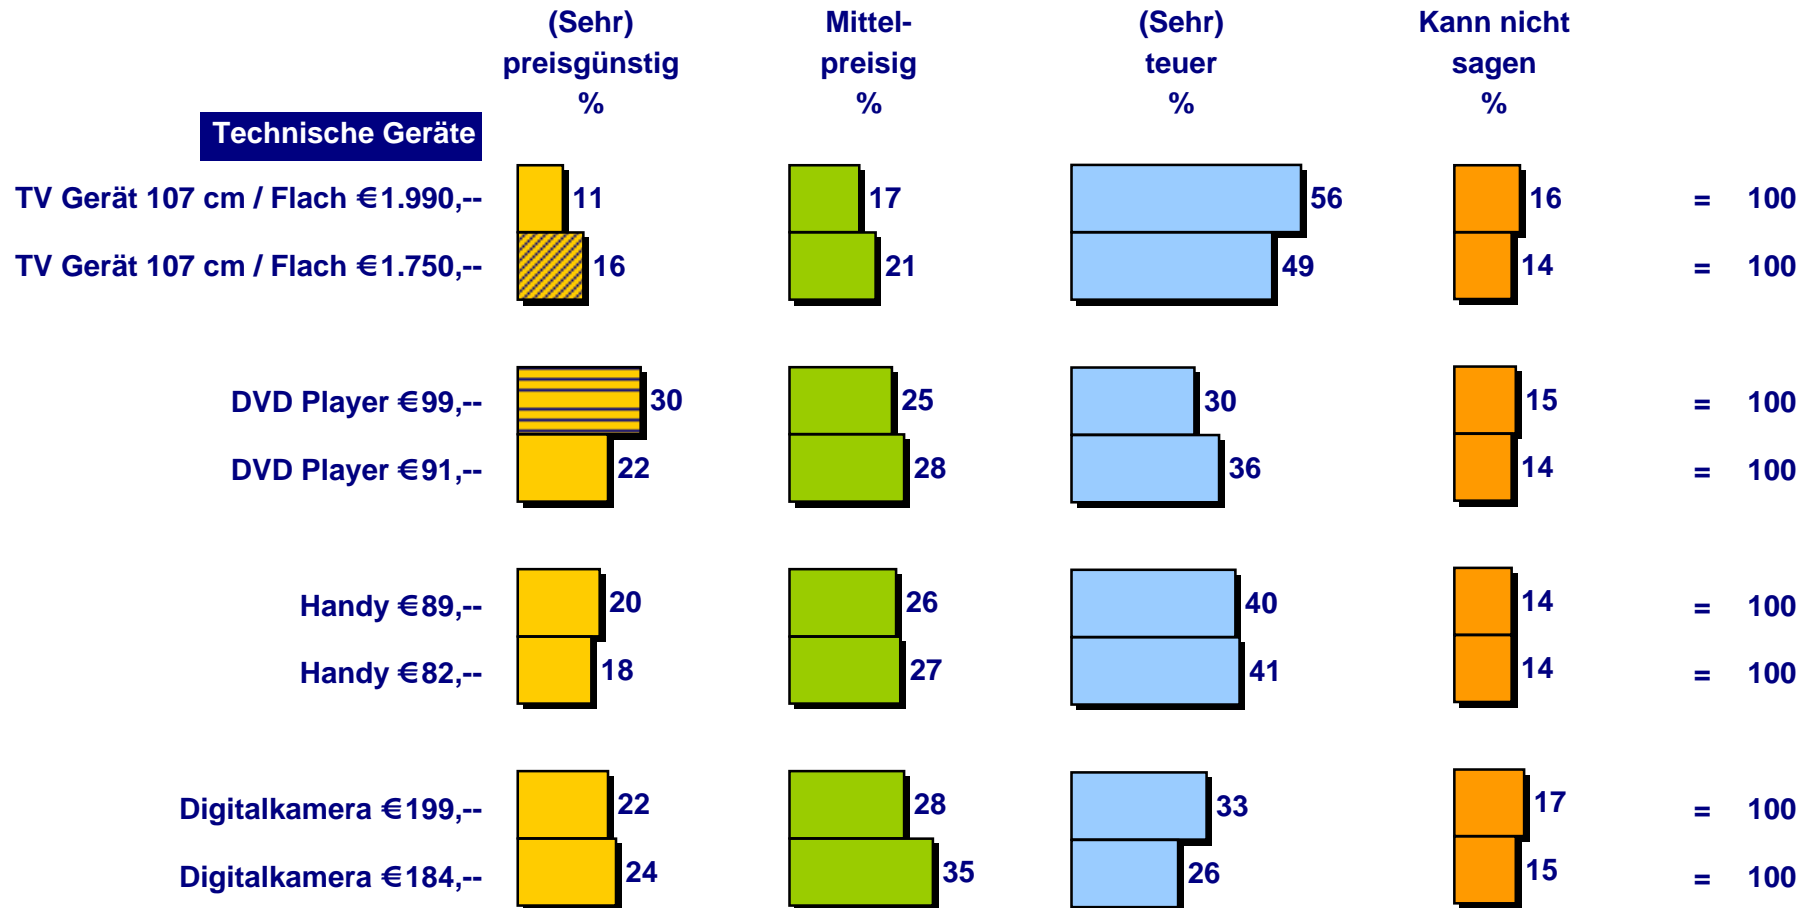 (Sehr) Mittel- (Sehr) Kann nicht
preisgünstig preisig teuer sagen
% % % %
Technische Geräte
TV Gerät 107 cm / Flach €1.990,-- 11 17 56 16 = 100
TV Gerät 107 cm / Flach €1.750,-- 16 21 49 14 = 100
DVD Player €99,-- 30 25 30 15 = 100
DVD Player €91,-- 22 28 36 14 = 100
Handy €89,-- 20 26 40 14 = 100
Handy €82,-- 18 27 41 14 = 100
Digitalkamera €199,-- 22 28 33 17 = 100
Digitalkamera €184,-- 24 35 26 15 = 100